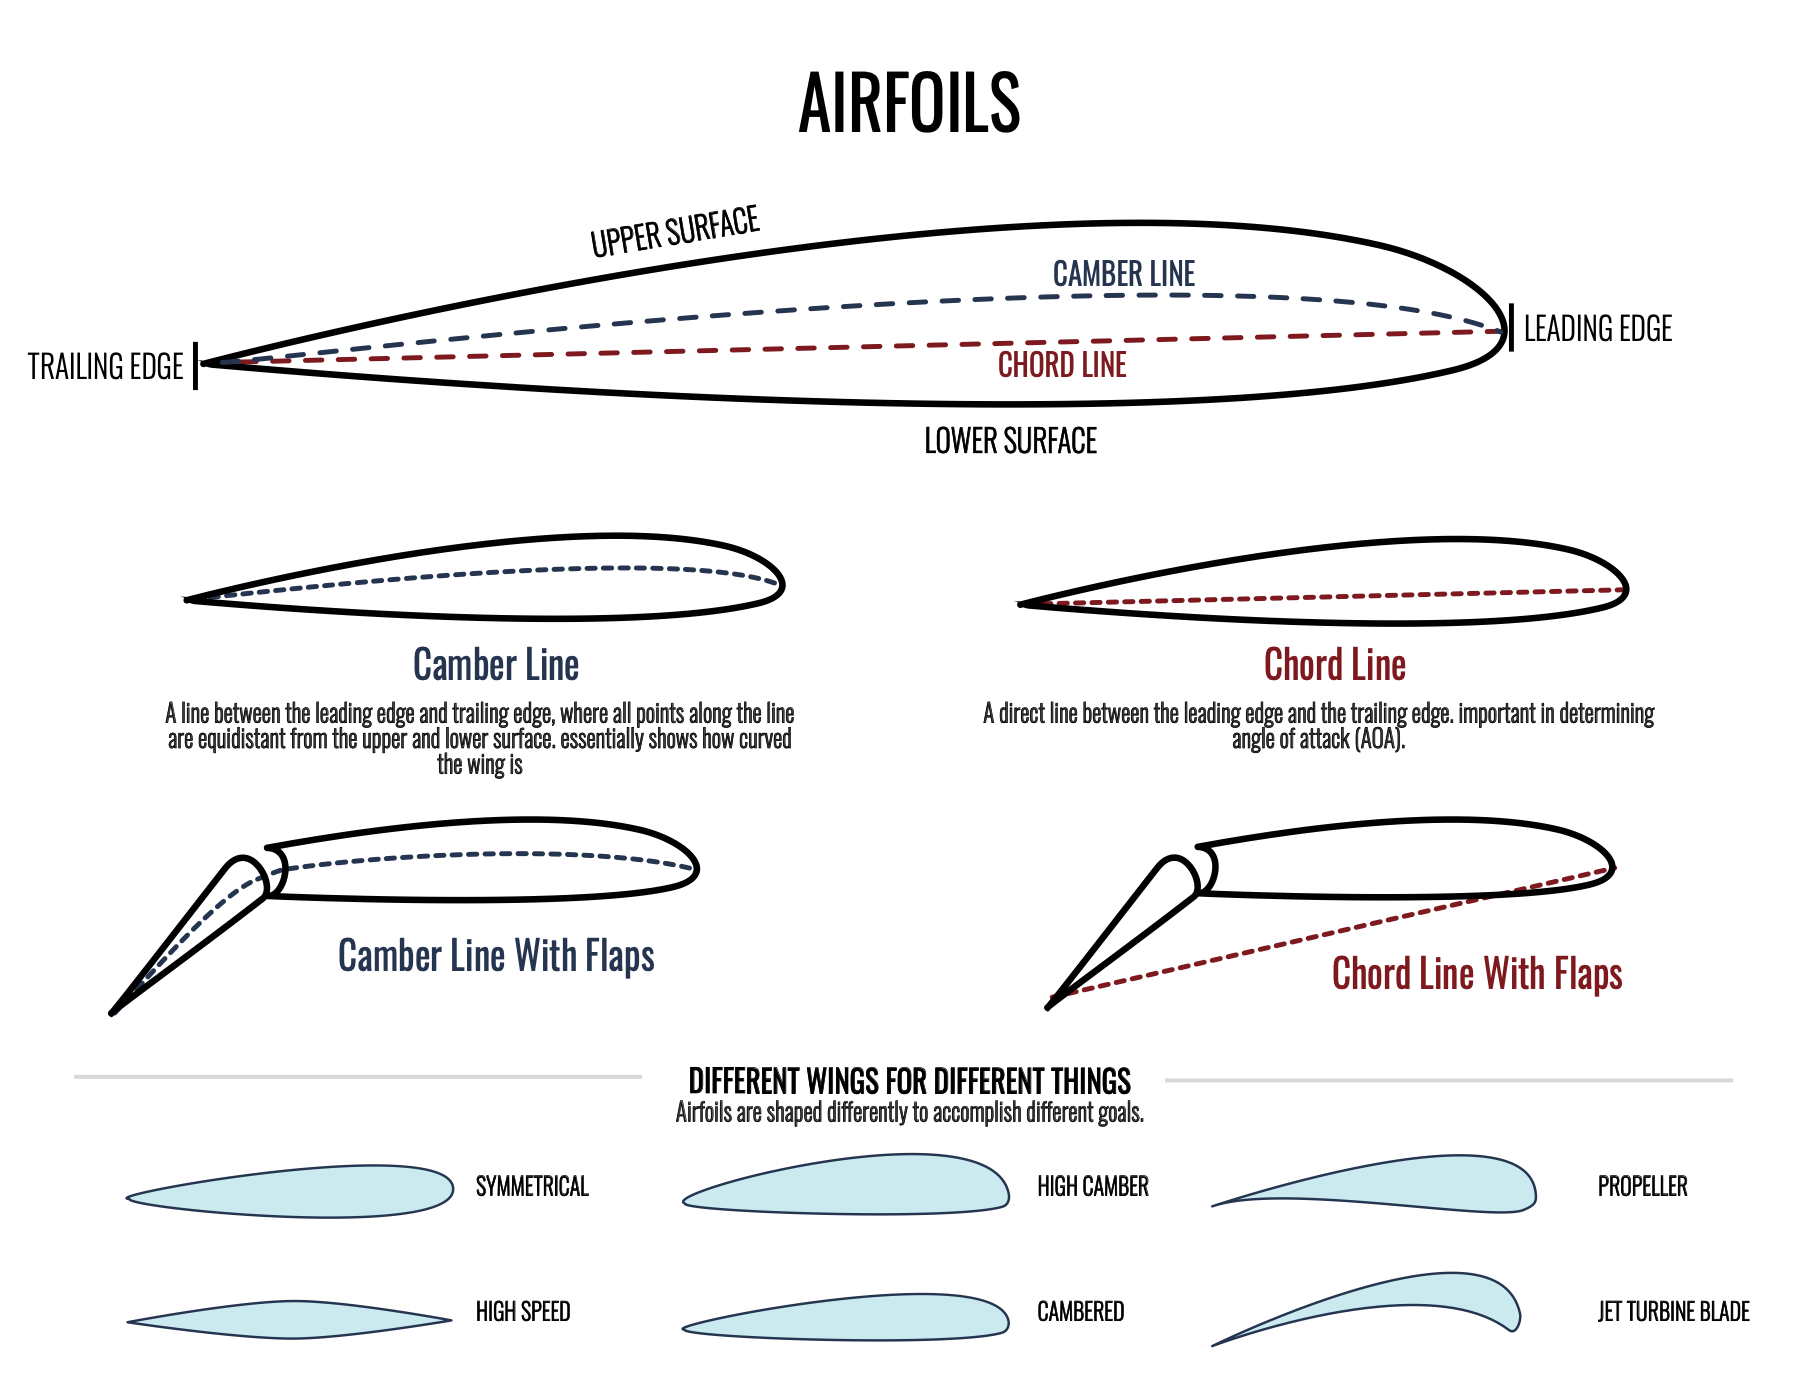 AIRFOILS
UPPER SURFACE
CAMBER LINE
LEADING EDGE
TRAILING EDGE
CHORD LINE
LOWER SURFACE
Camber Line
A line between the leading edge and trailing edge, where all points along the line
are equidistant from the upper and lower surface. essentially shows how curved
the wing is
Chord Line
A direct line between the leading edge and the trailing edge. important in determining
angle of attack (AOA).
Camber Line With Flaps
Chord Line With Flaps
DIFFERENT WINGS FOR DIFFERENT THINGS
Airfoils are shaped differently to accomplish different goals.
SYMMETRICAL
HIGH CAMBER
PROPELLER
HIGH SPEED
CAMBERED
JET TURBINE BLADE